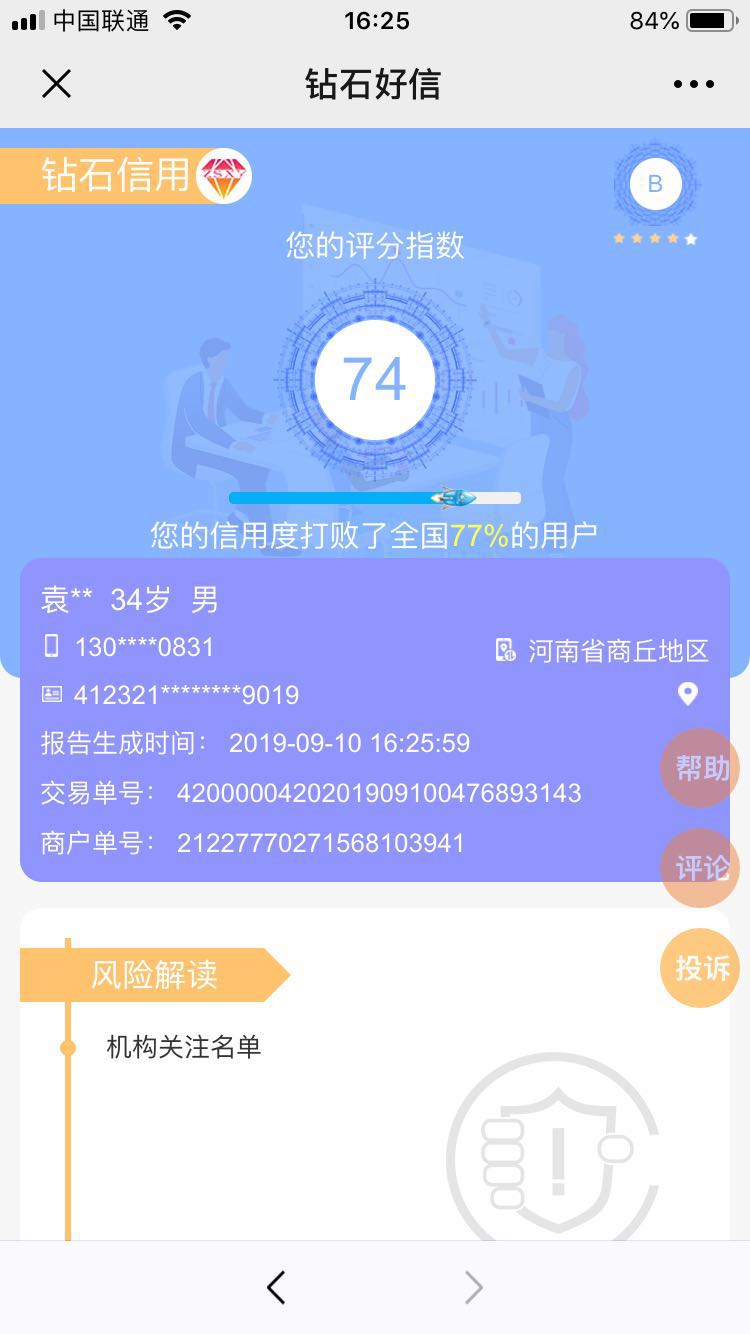 中国联通 16:25 84%
钻石好信
钻石信用 ZSXY
B
您的评分指数
74
您的信用度打败了全国77%的用户
袁** 34岁 男
130****0831 河南省商丘地区
412321********9019
报告生成时间： 2019-09-10 16:25:59
帮助
交易单号： 4200000420201909100476893143
商户单号： 21227770271568103941
评论
风险解读
投诉
机构关注名单